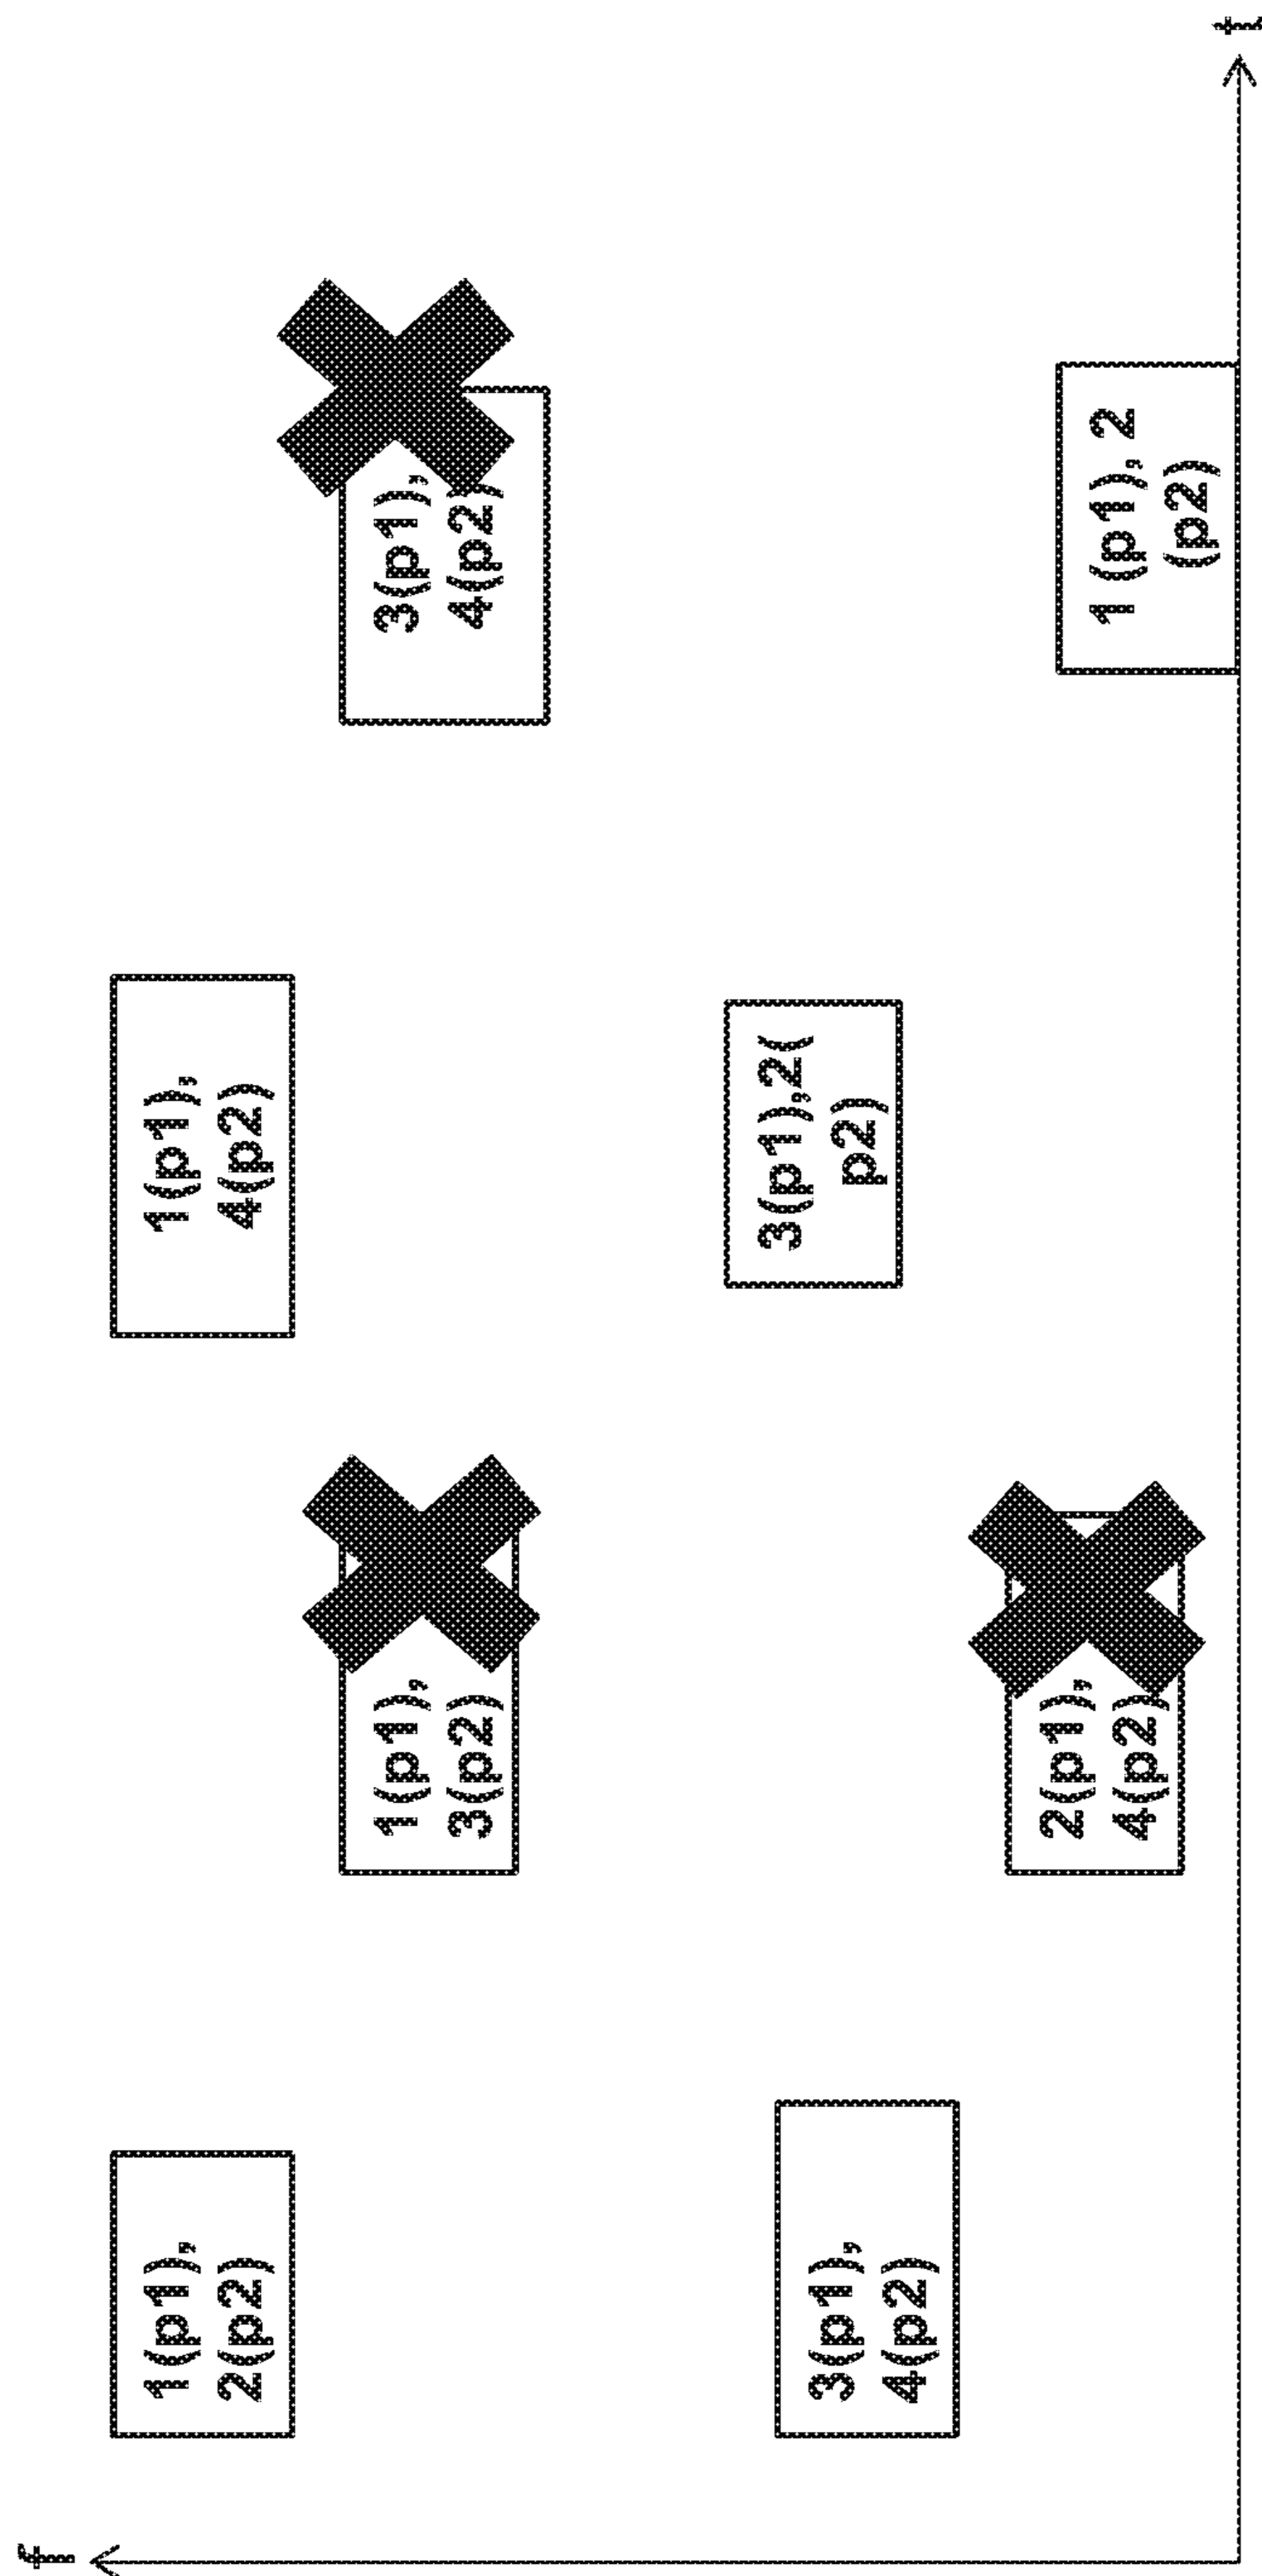 f
1(p1),
2(p2)
3(p1),
4(p2)
1(p1),
3(p2)
2(p1),
4(p2)
1(p1),
4(p2)
3(p1),2(
p2)
3(p1),
4(p2)
1 (p1), 2
(p2)
t